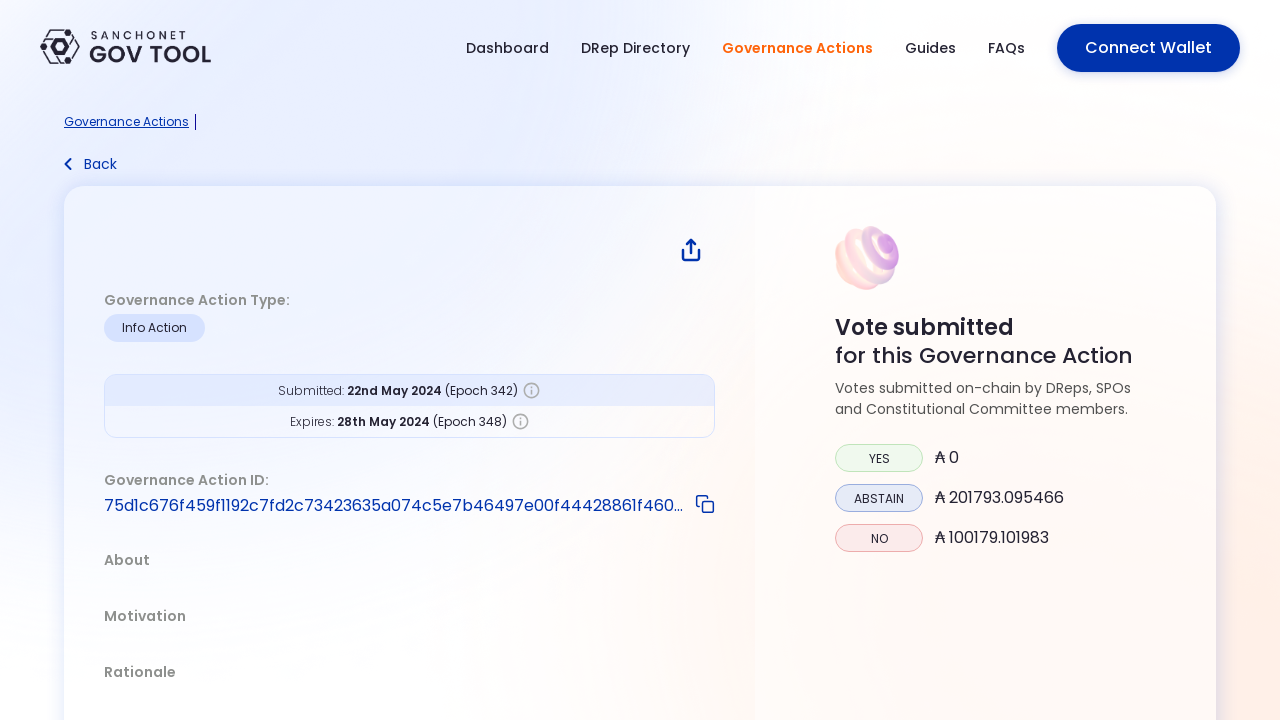 SANCHONET
GOV TOOL
Dashboard
DRep Directory
Governance Actions
Guides
FAQs
Connect Wallet
Governance Actions
Back
Governance Action Type:
Info Action
Submitted: 22nd May 2024 (Epoch 342)
Expires: 28th May 2024 (Epoch 348)
Governance Action ID:
75d1c676f459f1192c7fd2c73423635a074c5e7b46497e00f44428861f460...
About
Motivation
Rationale
Vote submitted
for this Governance Action
Votes submitted on-chain by DReps, SPOs
and Constitutional Committee members.
YES ₳ 0
ABSTAIN ₳ 201793.095466
NO ₳ 100179.101983